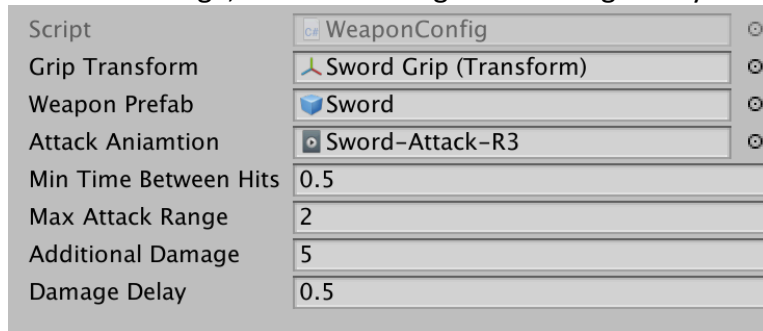 Script WeaponConfig
Grip Transform Sword Grip (Transform)
Weapon Prefab Sword
Attack Aniamtion Sword-Attack-R3
Min Time Between Hits 0.5
Max Attack Range 2
Additional Damage 5
Damage Delay 0.5